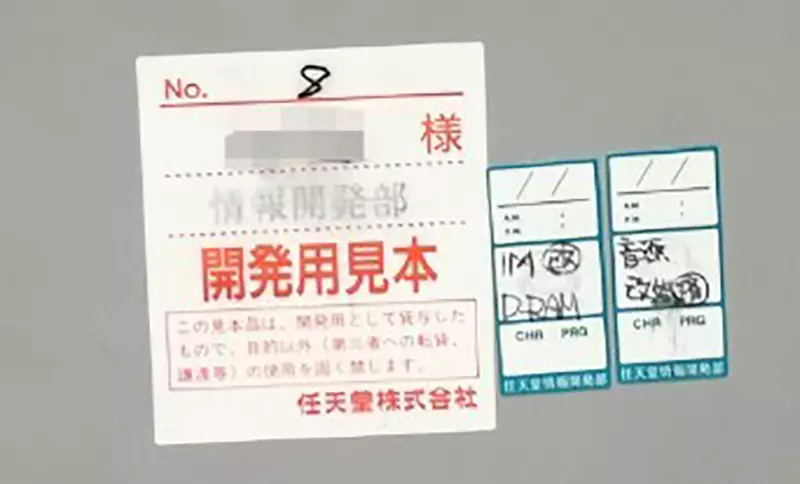 No. 8
様
情報開発部
開発用見本
この見本品は、開発用として貸与した
もので、目的以外（第三者への転貸、
譲渡等）の使用を固く禁じます。
任天堂株式会社
/ /
A.M. :
P.M. :
1M 改
D-RAM
CHR PRG
任天堂情報開発部
/ /
A.M. :
P.M. :
音源
CHR PRG
任天堂情報開発部